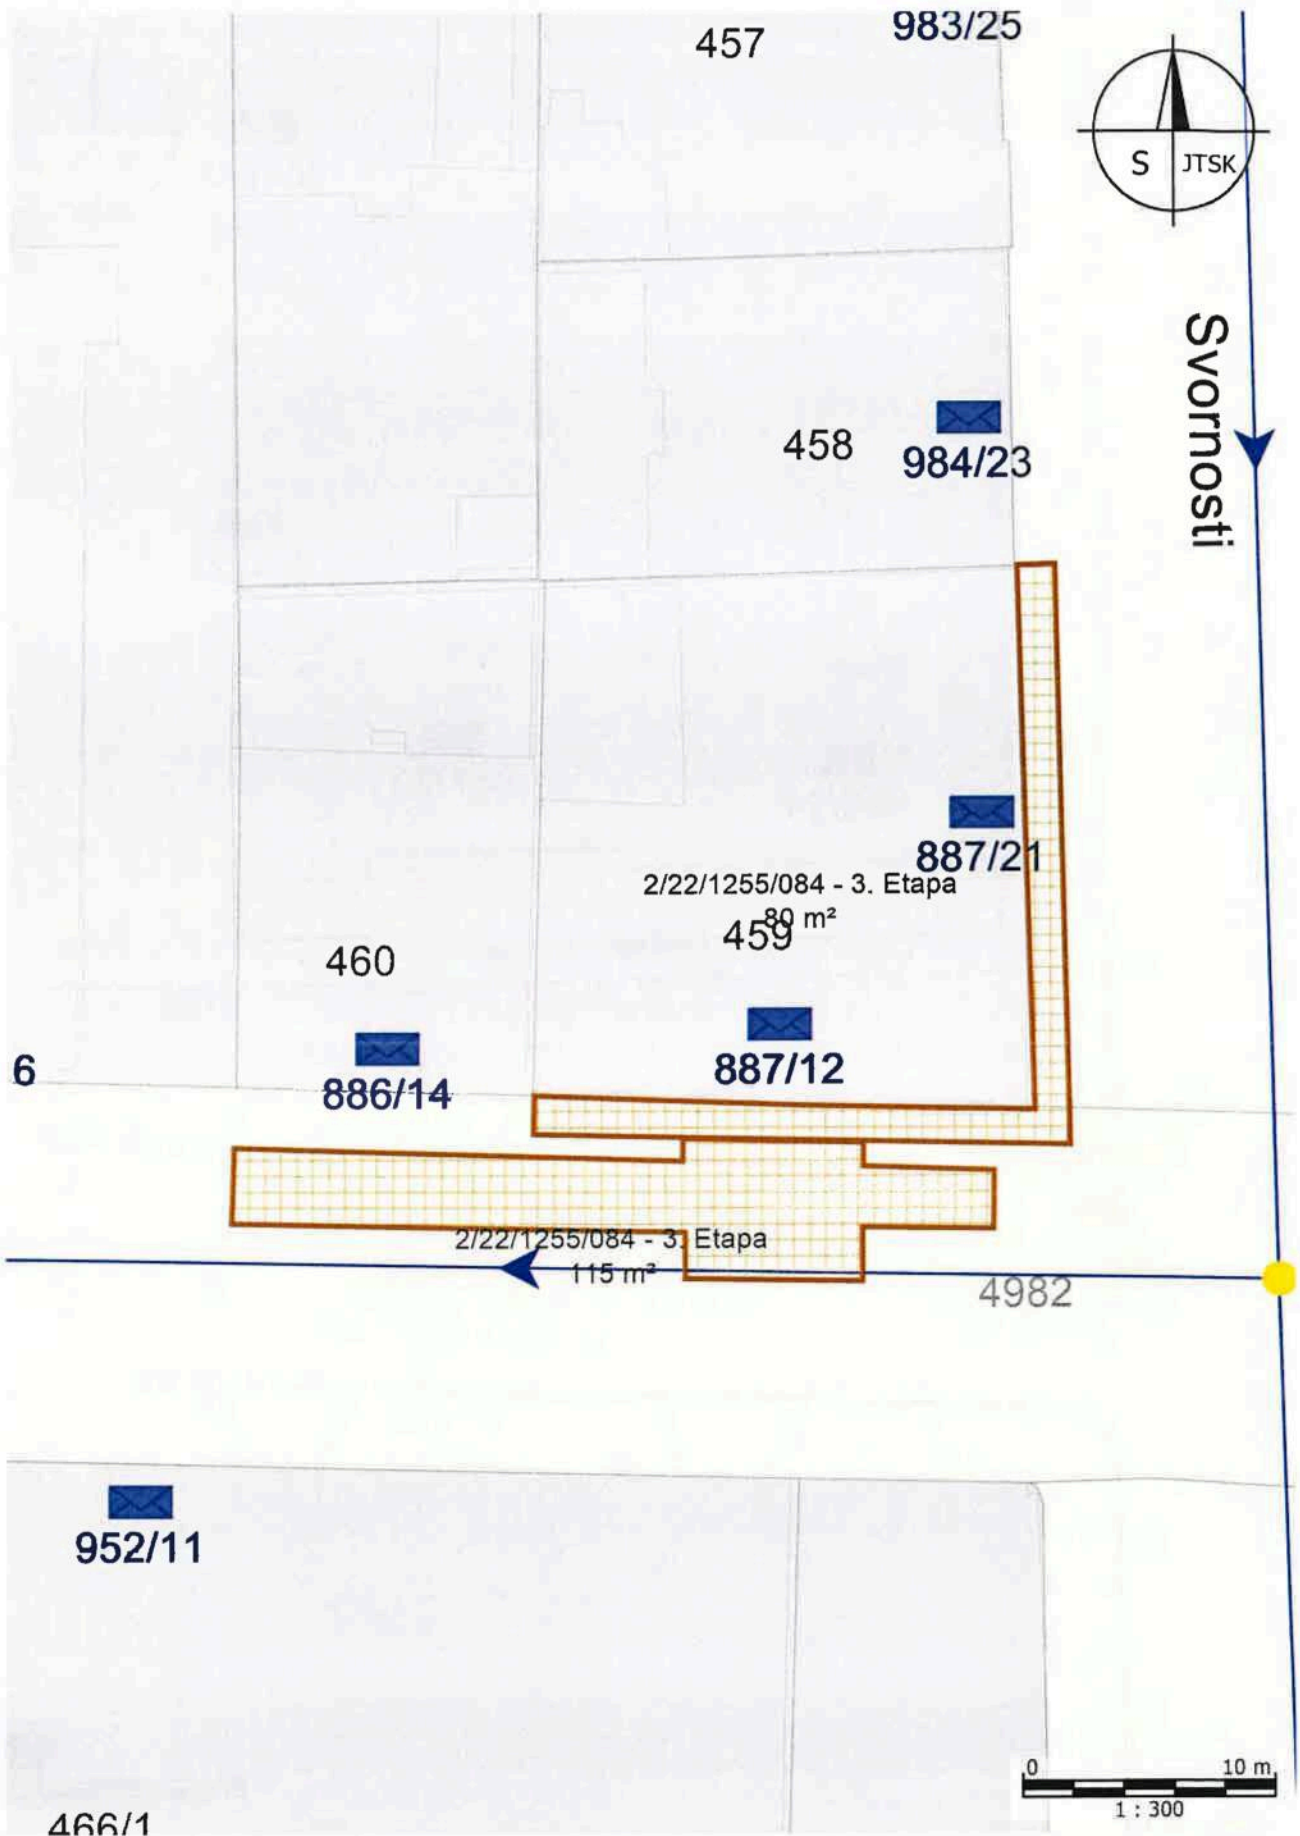 983/25
457
S JTSK
Svornosti
458
984/23
887/21
2/22/1255/084 - 3. Etapa
80 m²
459
460
887/12
6
886/14
2/22/1255/084 - 3. Etapa
115 m²
4982
952/11
0 10 m
1 : 300
466/1